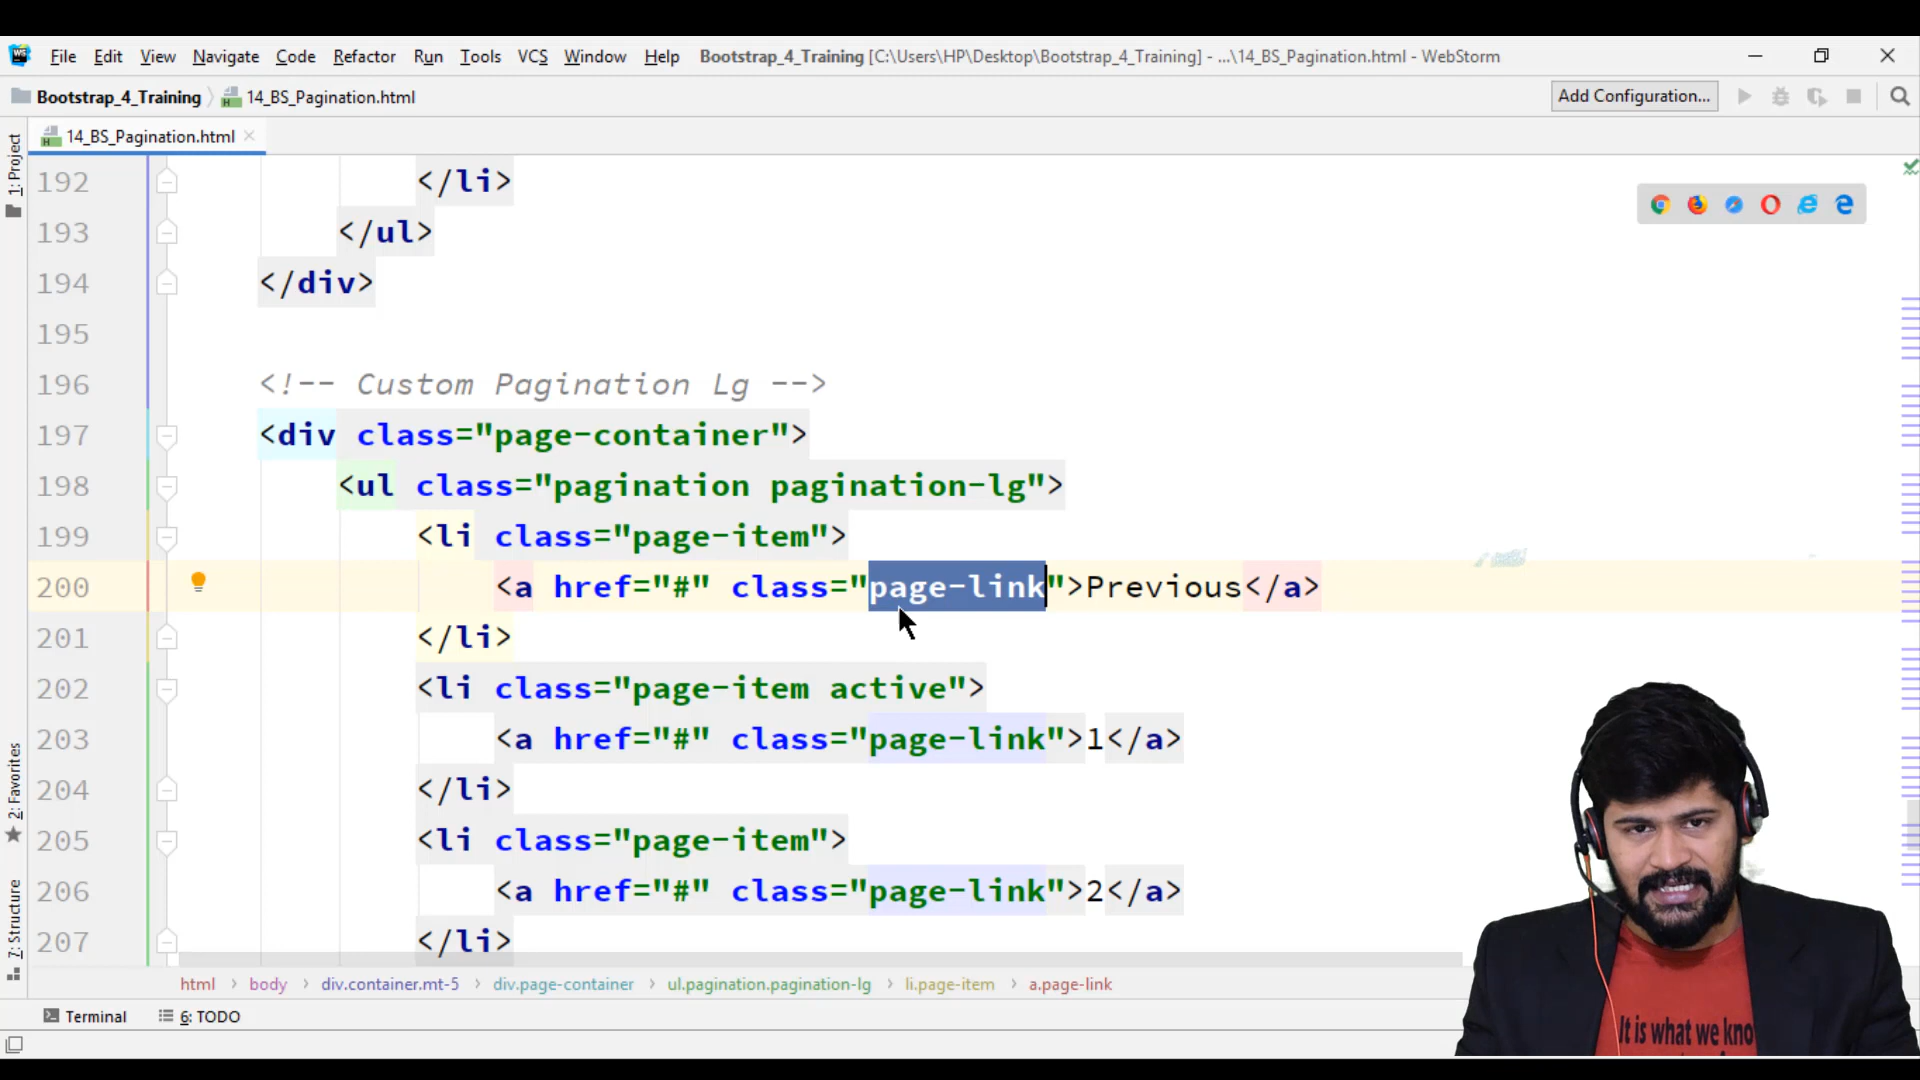 File Edit View Navigate Code Refactor Run Tools VCS Window Help Bootstrap_4_Training [C:\Users\HP\Desktop\Bootstrap_4_Training] - ...\14_BS_Pagination.html - WebStorm
Bootstrap_4_Training 14_BS_Pagination.html Add Configuration...
14_BS_Pagination.html
1: Project
2: Favorites
7: Structure
192 </li>
193 </ul>
194 </div>
195
196 <!-- Custom Pagination Lg -->
197 <div class="page-container">
198 <ul class="pagination pagination-lg">
199 <li class="page-item">
200 <a href="#" class="page-link">Previous</a>
201 </li>
202 <li class="page-item active">
203 <a href="#" class="page-link">1</a>
204 </li>
205 <li class="page-item">
206 <a href="#" class="page-link">2</a>
207 </li>
html body div.container.mt-5 div.page-container ul.pagination.pagination-lg li.page-item a.page-link
Terminal 6: TODO
It is what we kno